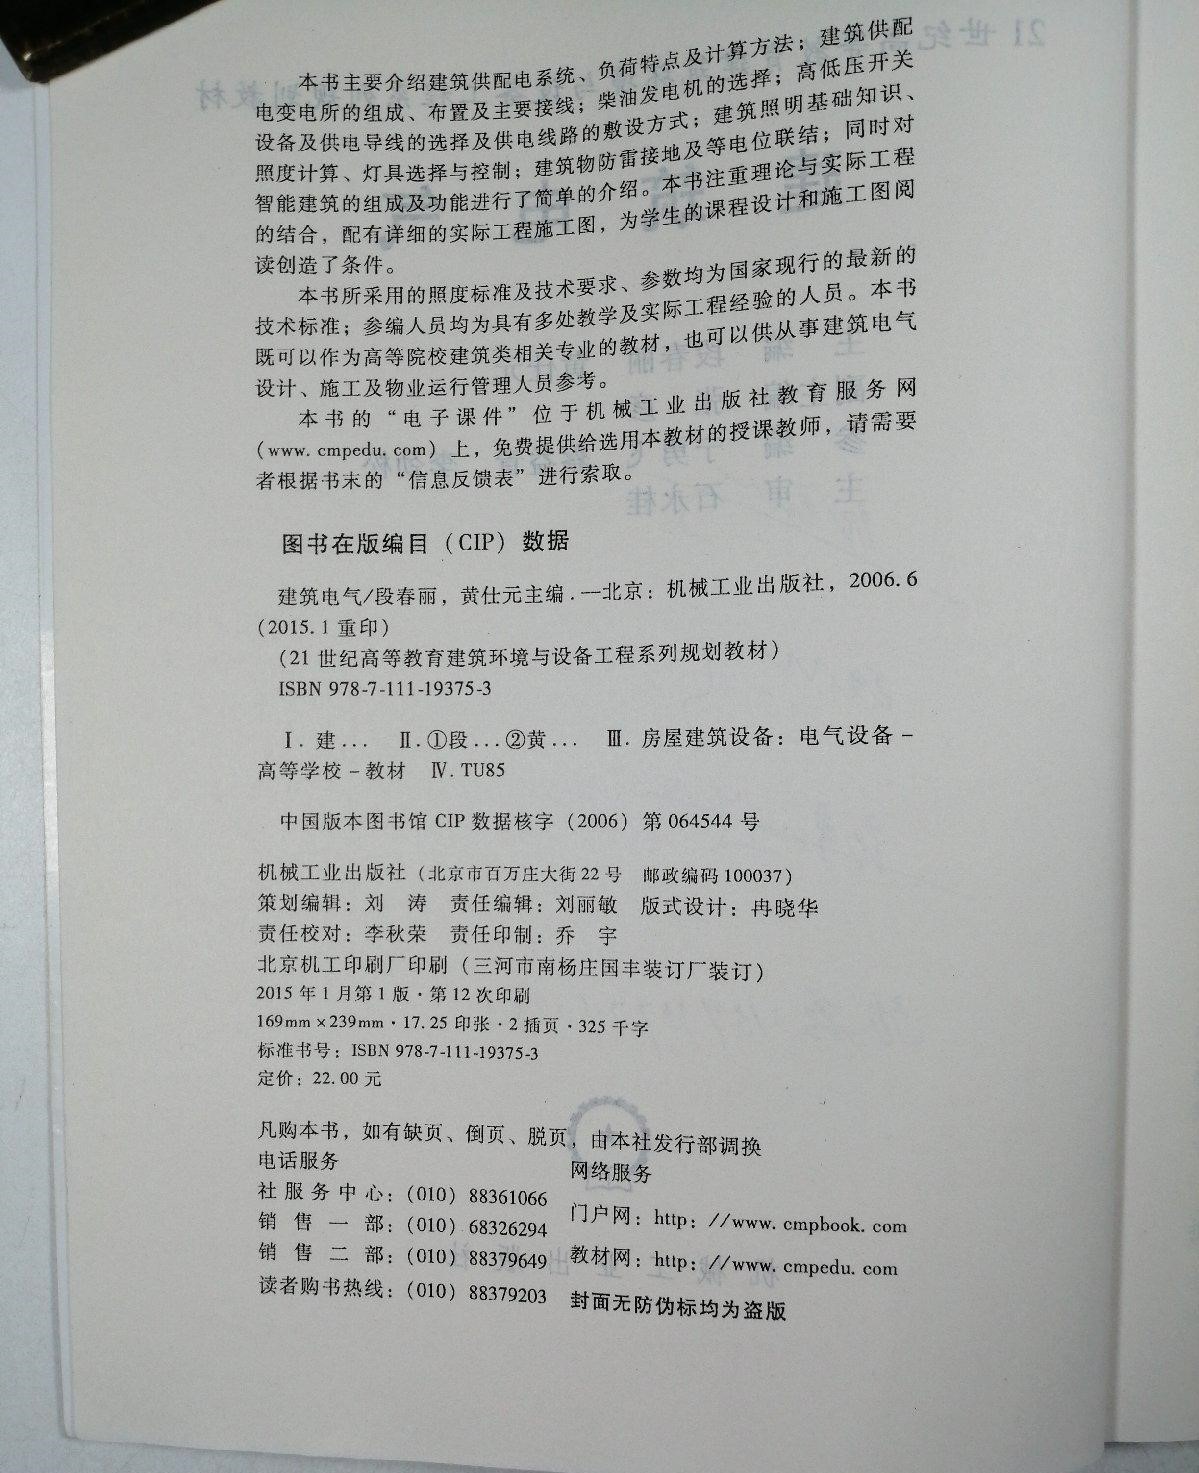 本书主要介绍建筑供配电系统、负荷特点及计算方法；建筑供配
电变电所的组成、布置及主要接线；柴油发电机的选择；高低压开关
设备及供电导线的选择及供电线路的敷设方式；建筑照明基础知识、
照度计算、灯具选择与控制；建筑物防雷接地及等电位联结；同时对
智能建筑的组成及功能进行了简单的介绍。本书注重理论与实际工程
的结合，配有详细的实际工程施工图，为学生的课程设计和施工图阅
读创造了条件。
本书所采用的照度标准及技术要求、参数均为国家现行的最新的
技术标准；参编人员均为具有多处教学及实际工程经验的人员。本书
既可以作为高等院校建筑类相关专业的教材，也可以供从事建筑电气
设计、施工及物业运行管理人员参考。
本书的“电子课件”位于机械工业出版社教育服务网
(www.cmpedu.com) 上，免费提供给选用本教材的授课教师，请需要
者根据书末的“信息反馈表”进行索取。
图书在版编目（CIP）数据
建筑电气/段春丽，黄仕元主编.—北京：机械工业出版社，2006.6
(2015.1重印)
（21世纪高等教育建筑环境与设备工程系列规划教材）
ISBN 978-7-111-19375-3
Ⅰ.建... Ⅱ.①段...②黄... Ⅲ.房屋建筑设备：电气设备－
高等学校－教材 Ⅳ.TU85
中国版本图书馆CIP数据核字（2006）第064544号
机械工业出版社（北京市百万庄大街22号 邮政编码100037）
策划编辑：刘 涛 责任编辑：刘丽敏 版式设计：冉晓华
责任校对：李秋荣 责任印制：乔 宇
北京机工印刷厂印刷（三河市南杨庄国丰装订厂装订）
2015年1月第1版·第12次印刷
169mm×239mm·17.25印张·2插页·325千字
标准书号：ISBN 978-7-111-19375-3
定价：22.00元
凡购本书，如有缺页、倒页、脱页，由本社发行部调换
电话服务 网络服务
社服务中心：(010) 88361066
销售一部：(010) 68326294 门户网：http：//www.cmpbook.com
销售二部：(010) 88379649 教材网：http：//www.cmpedu.com
读者购书热线：(010) 88379203 封面无防伪标均为盗版